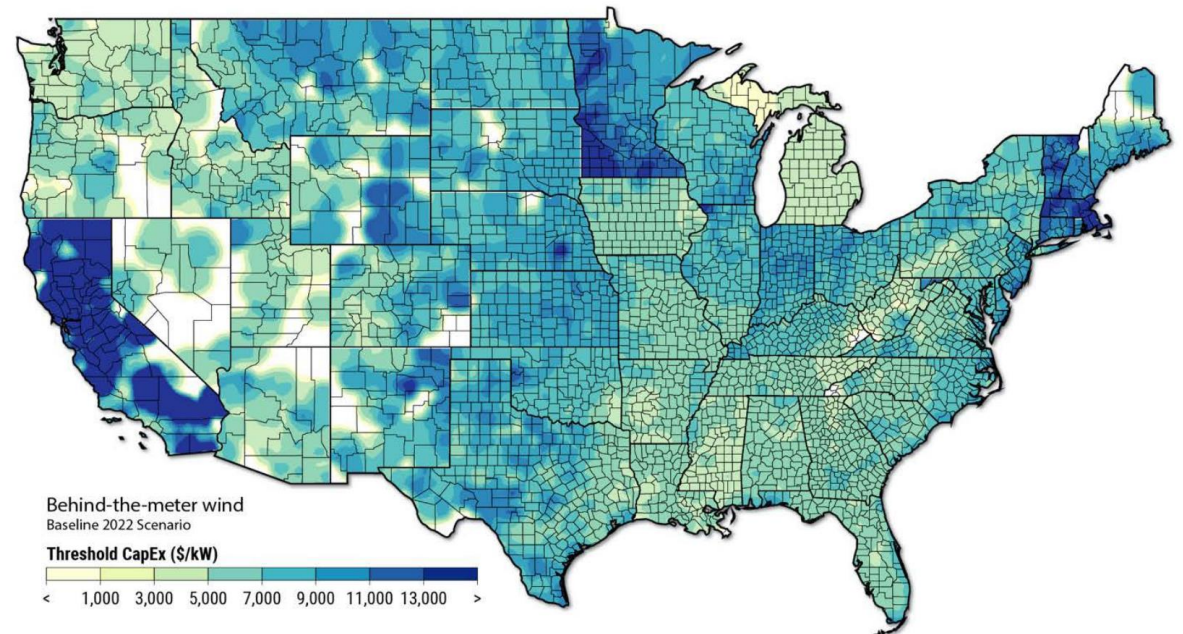 Behind-the-meter wind
Baseline 2022 Scenario
Threshold CapEx ($/kW)
< 1,000 3,000 5,000 7,000 9,000 11,000 13,000 >